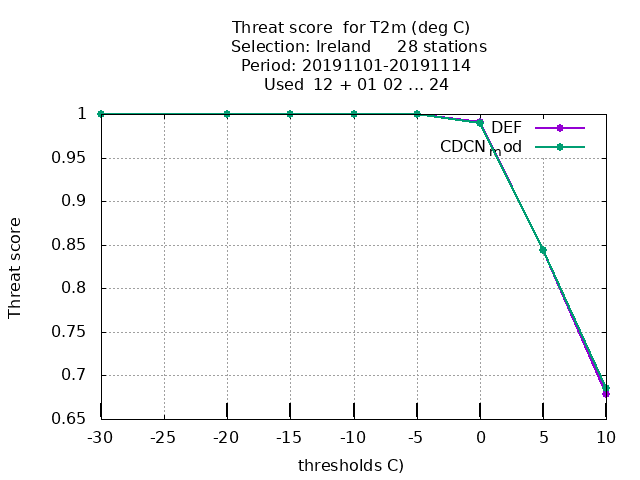 Threat score  for T2m (deg C)
Selection: Ireland     28 stations
Period: 20191101-20191114
Used  12 + 01 02 ... 24
1
0.95
0.9
0.85
0.8
0.75
0.7
0.65
Threat score
DEF
CDCNmod
-30 -25 -20 -15 -10 -5 0 5 10
thresholds C)